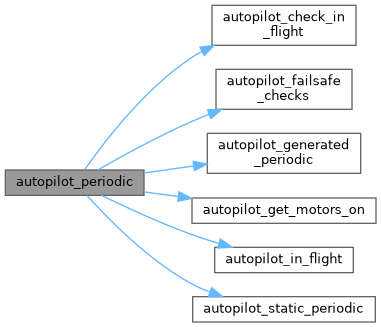 autopilot_check_in
_flight
autopilot_failsafe
_checks
autopilot_generated
_periodic
autopilot_periodic
autopilot_get_motors_on
autopilot_in_flight
autopilot_static_periodic